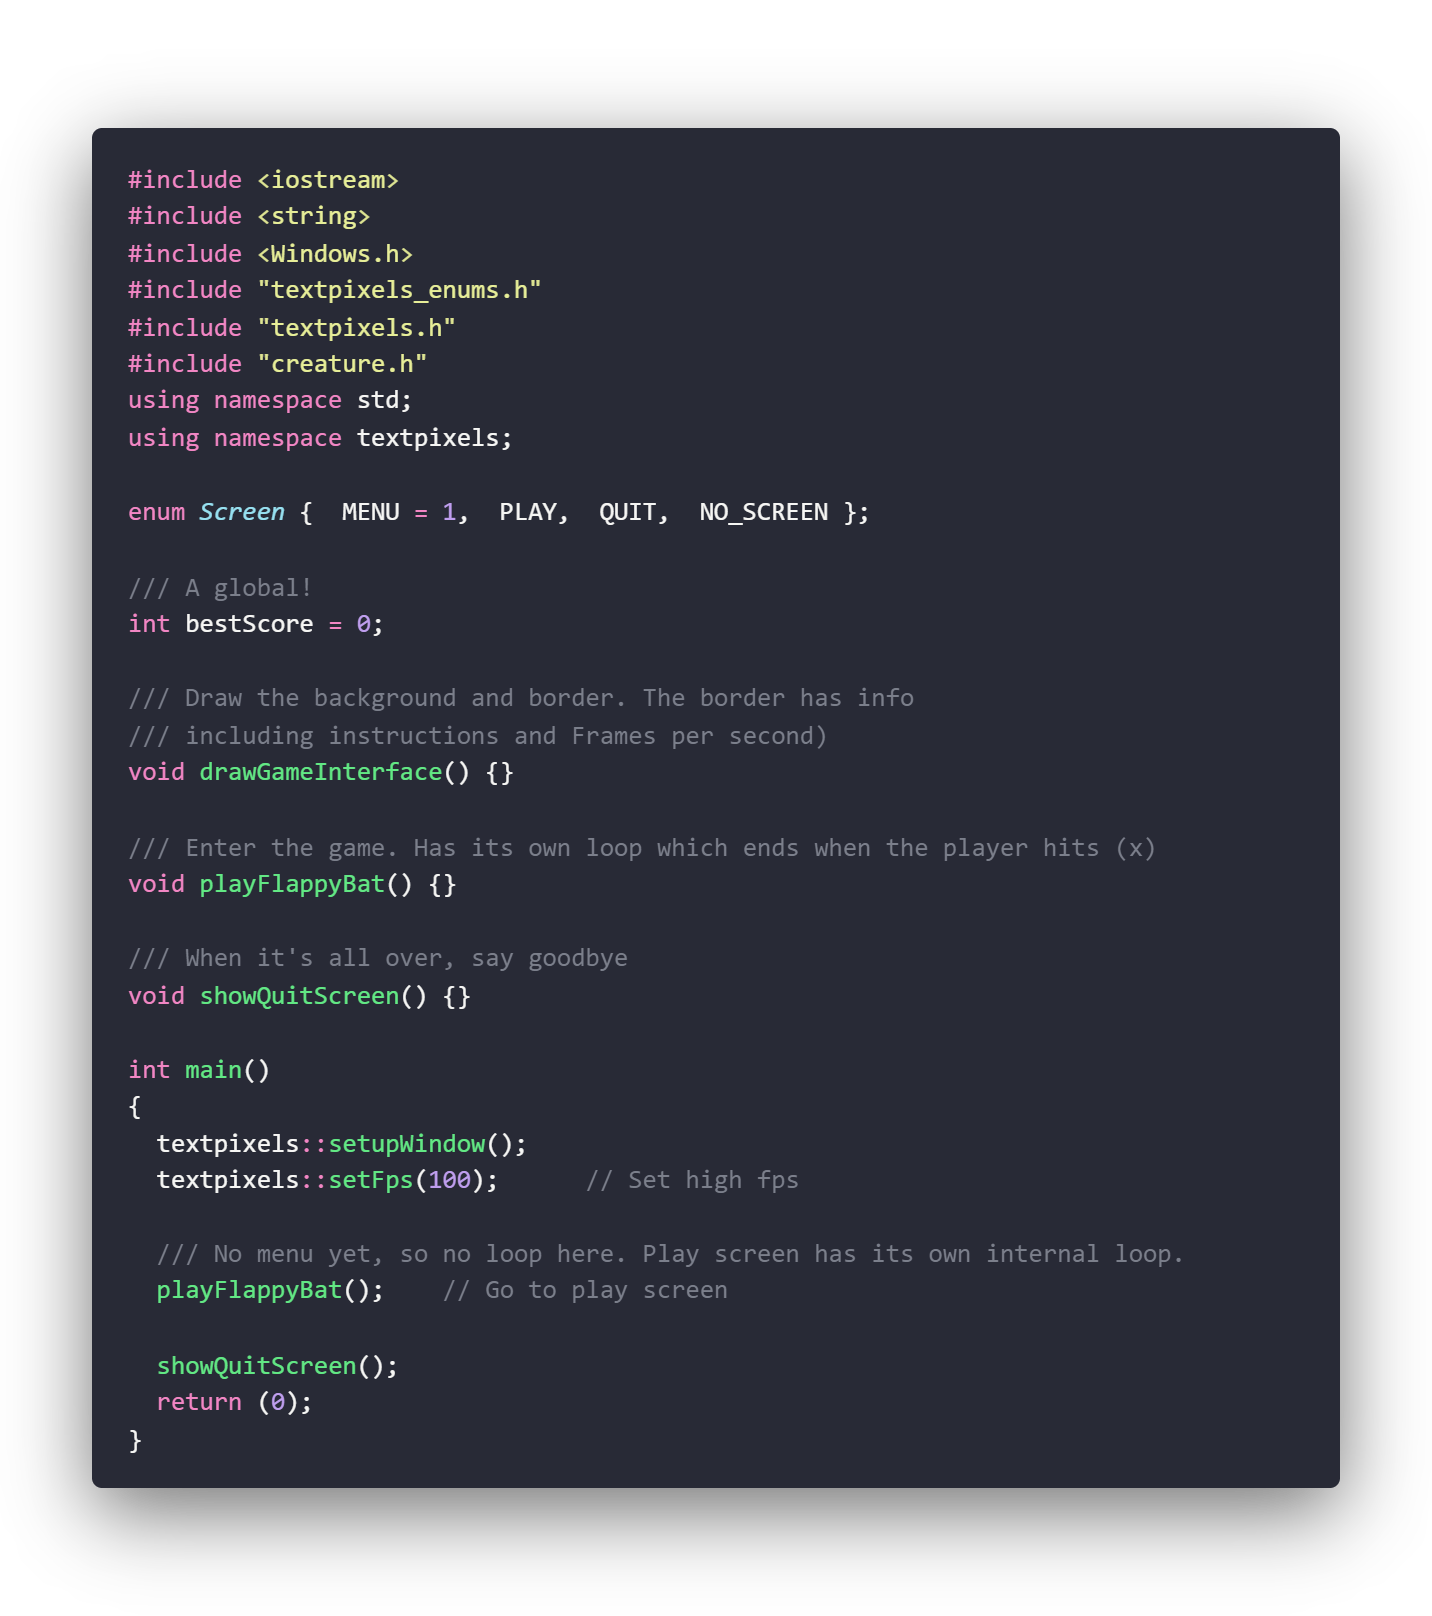 #include <iostream>
#include <string>
#include <Windows.h>
#include "textpixels_enums.h"
#include "textpixels.h"
#include "creature.h"
using namespace std;
using namespace textpixels;

enum Screen {  MENU = 1,  PLAY,  QUIT,  NO_SCREEN };

/// A global!
int bestScore = 0;

/// Draw the background and border. The border has info
/// including instructions and Frames per second)
void drawGameInterface() {}

/// Enter the game. Has its own loop which ends when the player hits (x)
void playFlappyBat() {}

/// When it's all over, say goodbye
void showQuitScreen() {}

int main()
{
  textpixels::setupWindow();
  textpixels::setFps(100);      // Set high fps

  /// No menu yet, so no loop here. Play screen has its own internal loop.
  playFlappyBat();    // Go to play screen

  showQuitScreen();
  return (0);
}